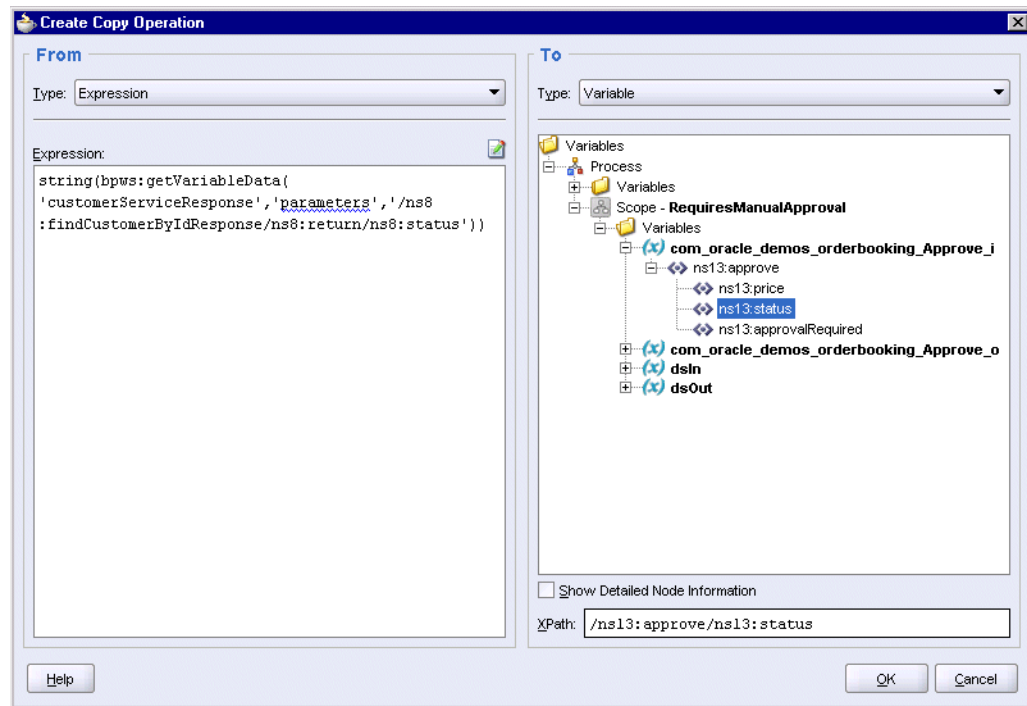 Create Copy Operation
From
Type: Expression
Expression:
string(bpws:getVariableData(
'customerServiceResponse','parameters','/ns8
:findCustomerByIdResponse/ns8:return/ns8:status'))
To
Type: Variable
Variables
Process
Variables
Scope - RequiresManualApproval
Variables
com_oracle_demos_orderbooking_Approve_i
ns13:approve
ns13:price
ns13:status
ns13:approvalRequired
com_oracle_demos_orderbooking_Approve_o
dsIn
dsOut
Show Detailed Node Information
XPath: /ns13:approve/ns13:status
Help
OK
Cancel